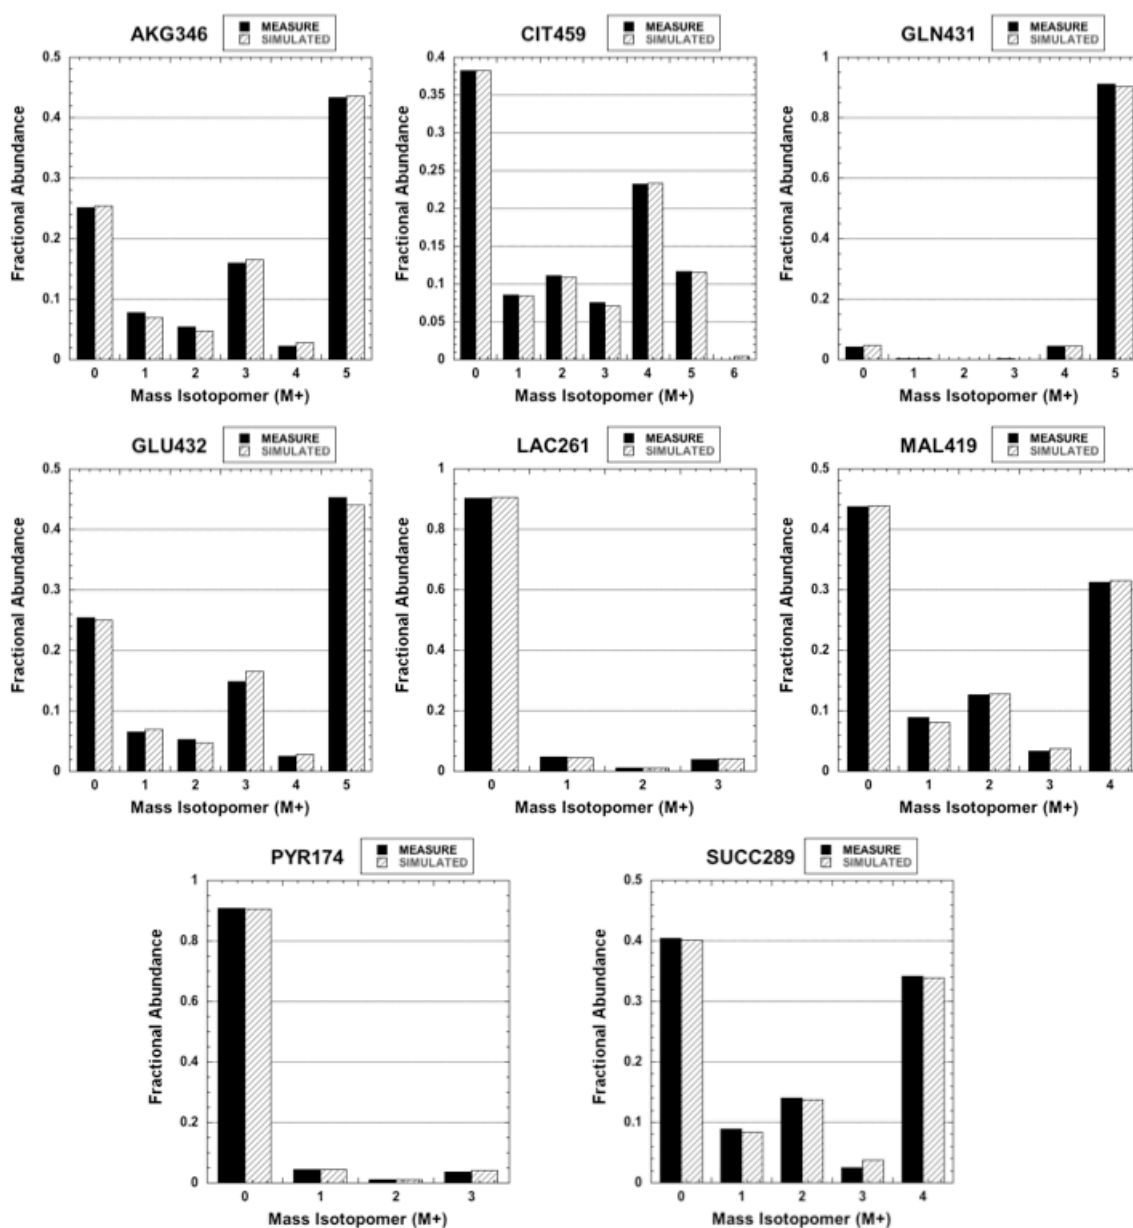 AKG346
MEASURE
SIMULATED
Fractional Abundance
0.5
0.4
0.3
0.2
0.1
0
0 1 2 3 4 5
Mass Isotopomer (M+)
CIT459
MEASURE
SIMULATED
Fractional Abundance
0.4
0.35
0.3
0.25
0.2
0.15
0.1
0.05
0
0 1 2 3 4 5 6
Mass Isotopomer (M+)
GLN431
MEASURE
SIMULATED
Fractional Abundance
1
0.8
0.6
0.4
0.2
0
0 1 2 3 4 5
Mass Isotopomer (M+)
GLU432
MEASURE
SIMULATED
Fractional Abundance
0.5
0.4
0.3
0.2
0.1
0
0 1 2 3 4 5
Mass Isotopomer (M+)
LAC261
MEASURE
SIMULATED
Fractional Abundance
1
0.8
0.6
0.4
0.2
0
0 1 2 3
Mass Isotopomer (M+)
MAL419
MEASURE
SIMULATED
Fractional Abundance
0.5
0.4
0.3
0.2
0.1
0
0 1 2 3 4
Mass Isotopomer (M+)
PYR174
MEASURE
SIMULATED
Fractional Abundance
1
0.8
0.6
0.4
0.2
0
0 1 2 3
Mass Isotopomer (M+)
SUCC289
MEASURE
SIMULATED
Fractional Abundance
0.5
0.4
0.3
0.2
0.1
0
0 1 2 3 4
Mass Isotopomer (M+)